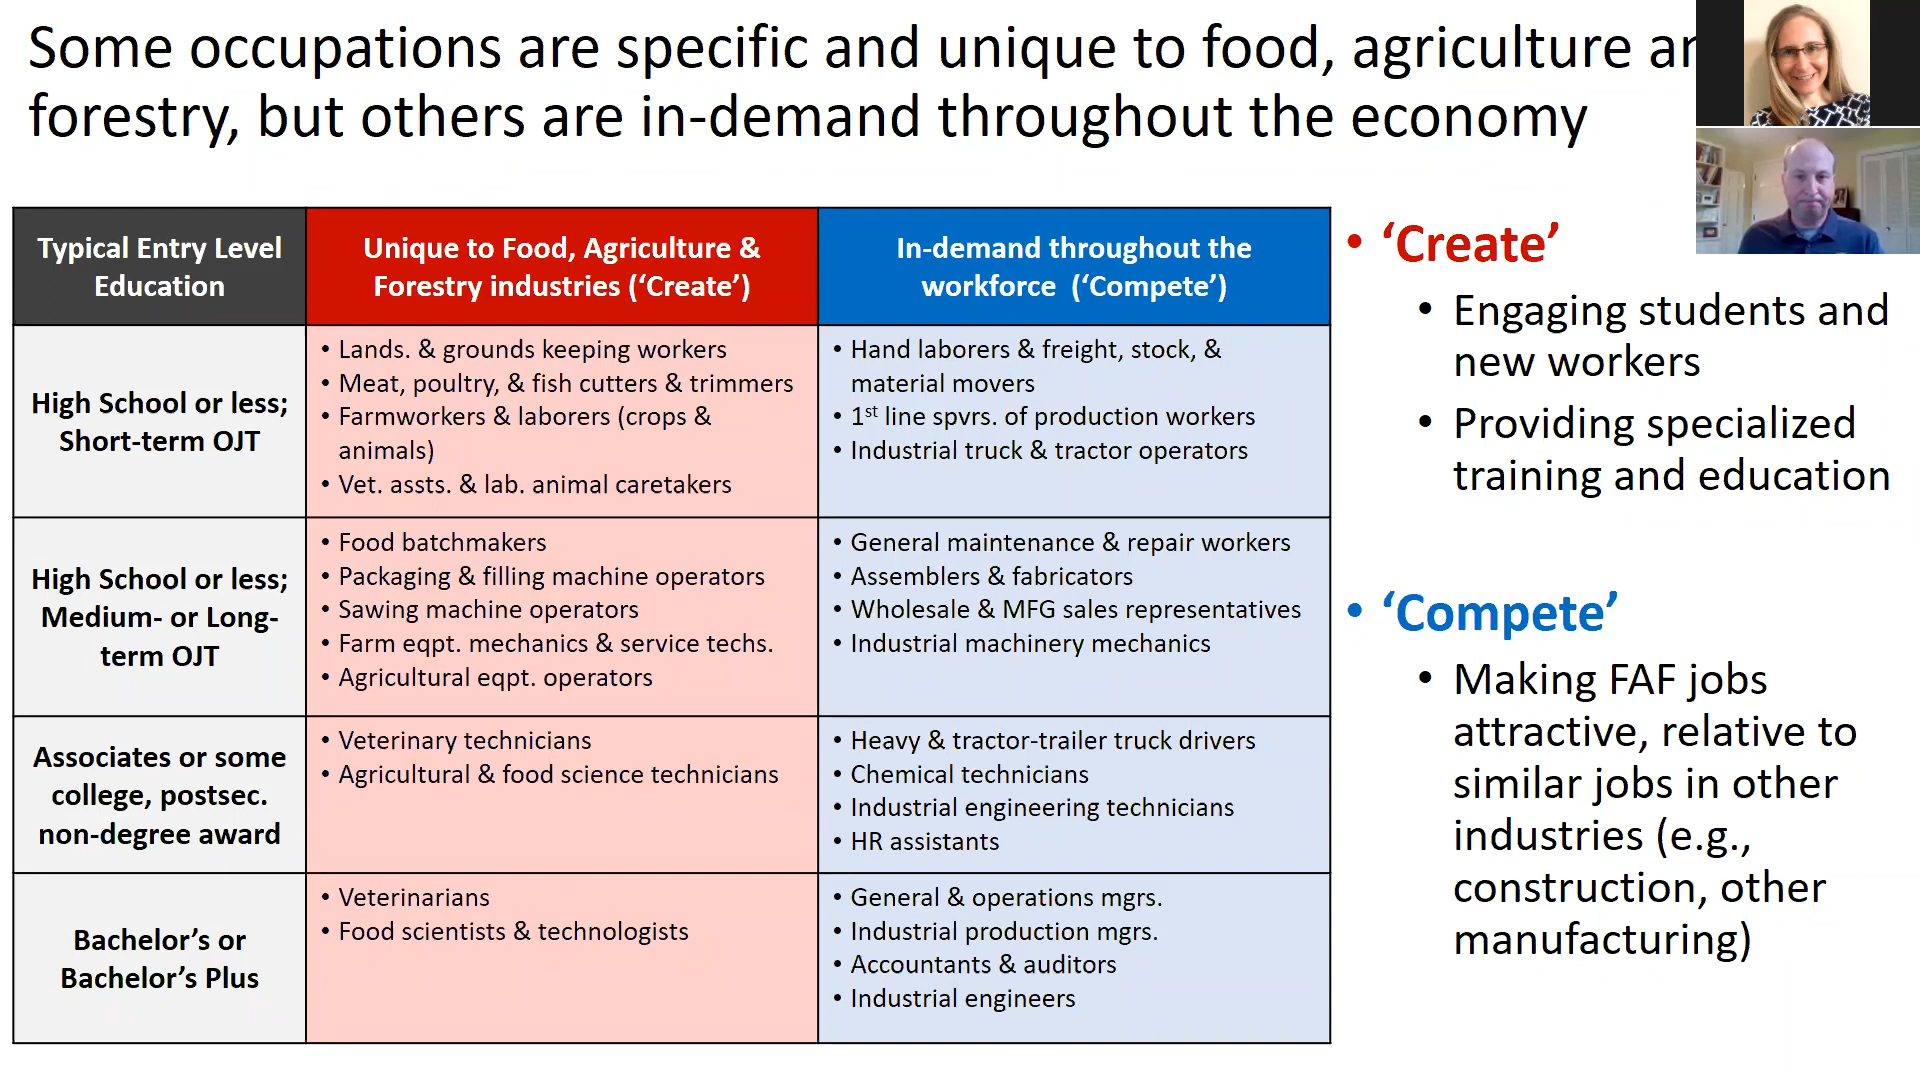 Some occupations are specific and unique to food, agriculture
forestry, but others are in-demand throughout the economy
Typical Entry Level
Education
Unique to Food, Agriculture &
Forestry industries (‘Create’)
In-demand throughout the
workforce (‘Compete’)
High School or less;
Short-term OJT
• Lands. & grounds keeping workers
• Meat, poultry, & fish cutters & trimmers
• Farmworkers & laborers (crops &
animals)
• Vet. assts. & lab. animal caretakers
• Hand laborers & freight, stock, &
material movers
• 1st line spvrs. of production workers
• Industrial truck & tractor operators
High School or less;
Medium- or Long-
term OJT
• Food batchmakers
• Packaging & filling machine operators
• Sawing machine operators
• Farm eqpt. mechanics & service techs.
• Agricultural eqpt. operators
• General maintenance & repair workers
• Assemblers & fabricators
• Wholesale & MFG sales representatives
• Industrial machinery mechanics
Associates or some
college, postsec.
non-degree award
• Veterinary technicians
• Agricultural & food science technicians
• Heavy & tractor-trailer truck drivers
• Chemical technicians
• Industrial engineering technicians
• HR assistants
Bachelor’s or
Bachelor’s Plus
• Veterinarians
• Food scientists & technologists
• General & operations mgrs.
• Industrial production mgrs.
• Accountants & auditors
• Industrial engineers
• ‘Create’
• Engaging students and
new workers
• Providing specialized
training and education
• ‘Compete’
• Making FAF jobs
attractive, relative to
similar jobs in other
industries (e.g.,
construction, other
manufacturing)